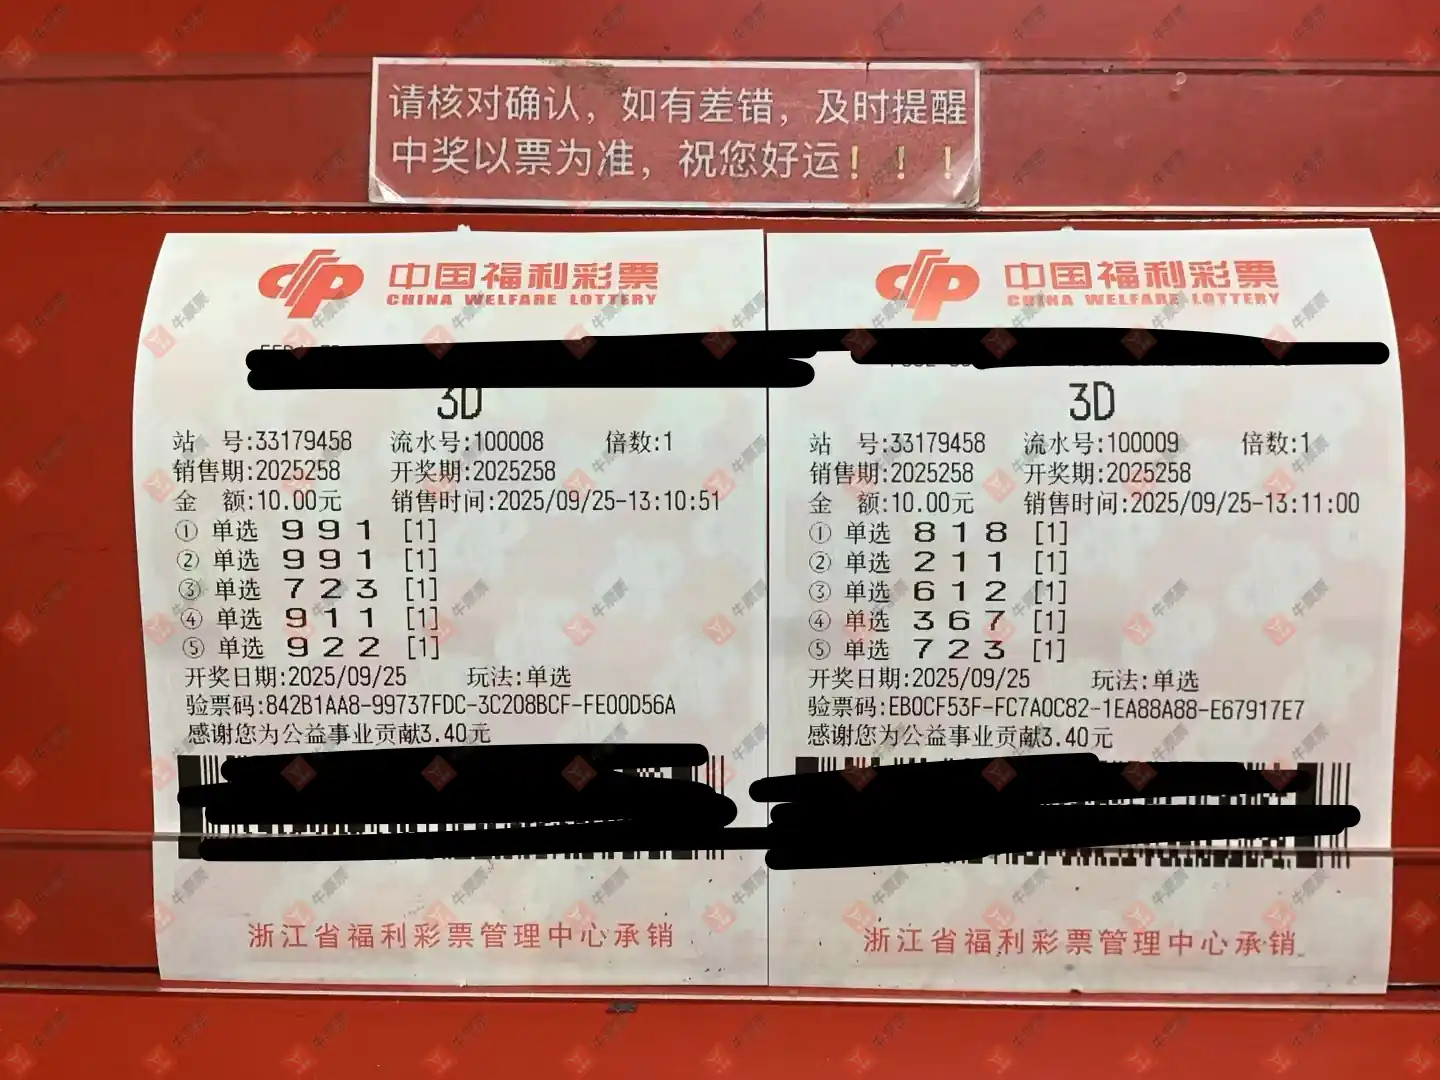 请核对确认，如有差错，及时提醒
中奖以票为准，祝您好运！！！
中国福利彩票
CHINA WELFARE LOTTERY
3D
站 号:33179458 流水号:100008 倍数:1
销售期:2025258 开奖期:2025258
金 额:10.00元 销售时间:2025/09/25-13:10:51
① 单选 9 9 1 [1]
② 单选 9 9 1 [1]
③ 单选 7 2 3 [1]
④ 单选 9 1 1 [1]
⑤ 单选 9 2 2 [1]
开奖日期:2025/09/25 玩法:单选
验票码:842B1AA8-99737FDC-3C208BCF-FE00D56A
感谢您为公益事业贡献3.40元
浙江省福利彩票管理中心承销
中国福利彩票
CHINA WELFARE LOTTERY
3D
站 号:33179458 流水号:100009 倍数:1
销售期:2025258 开奖期:2025258
金 额:10.00元 销售时间:2025/09/25-13:11:00
① 单选 8 1 8 [1]
② 单选 2 1 1 [1]
③ 单选 6 1 2 [1]
④ 单选 3 6 7 [1]
⑤ 单选 7 2 3 [1]
开奖日期:2025/09/25 玩法:单选
验票码:EB0CF53F-FC7A0C82-1EA88A88-E67917E7
感谢您为公益事业贡献3.40元
浙江省福利彩票管理中心承销